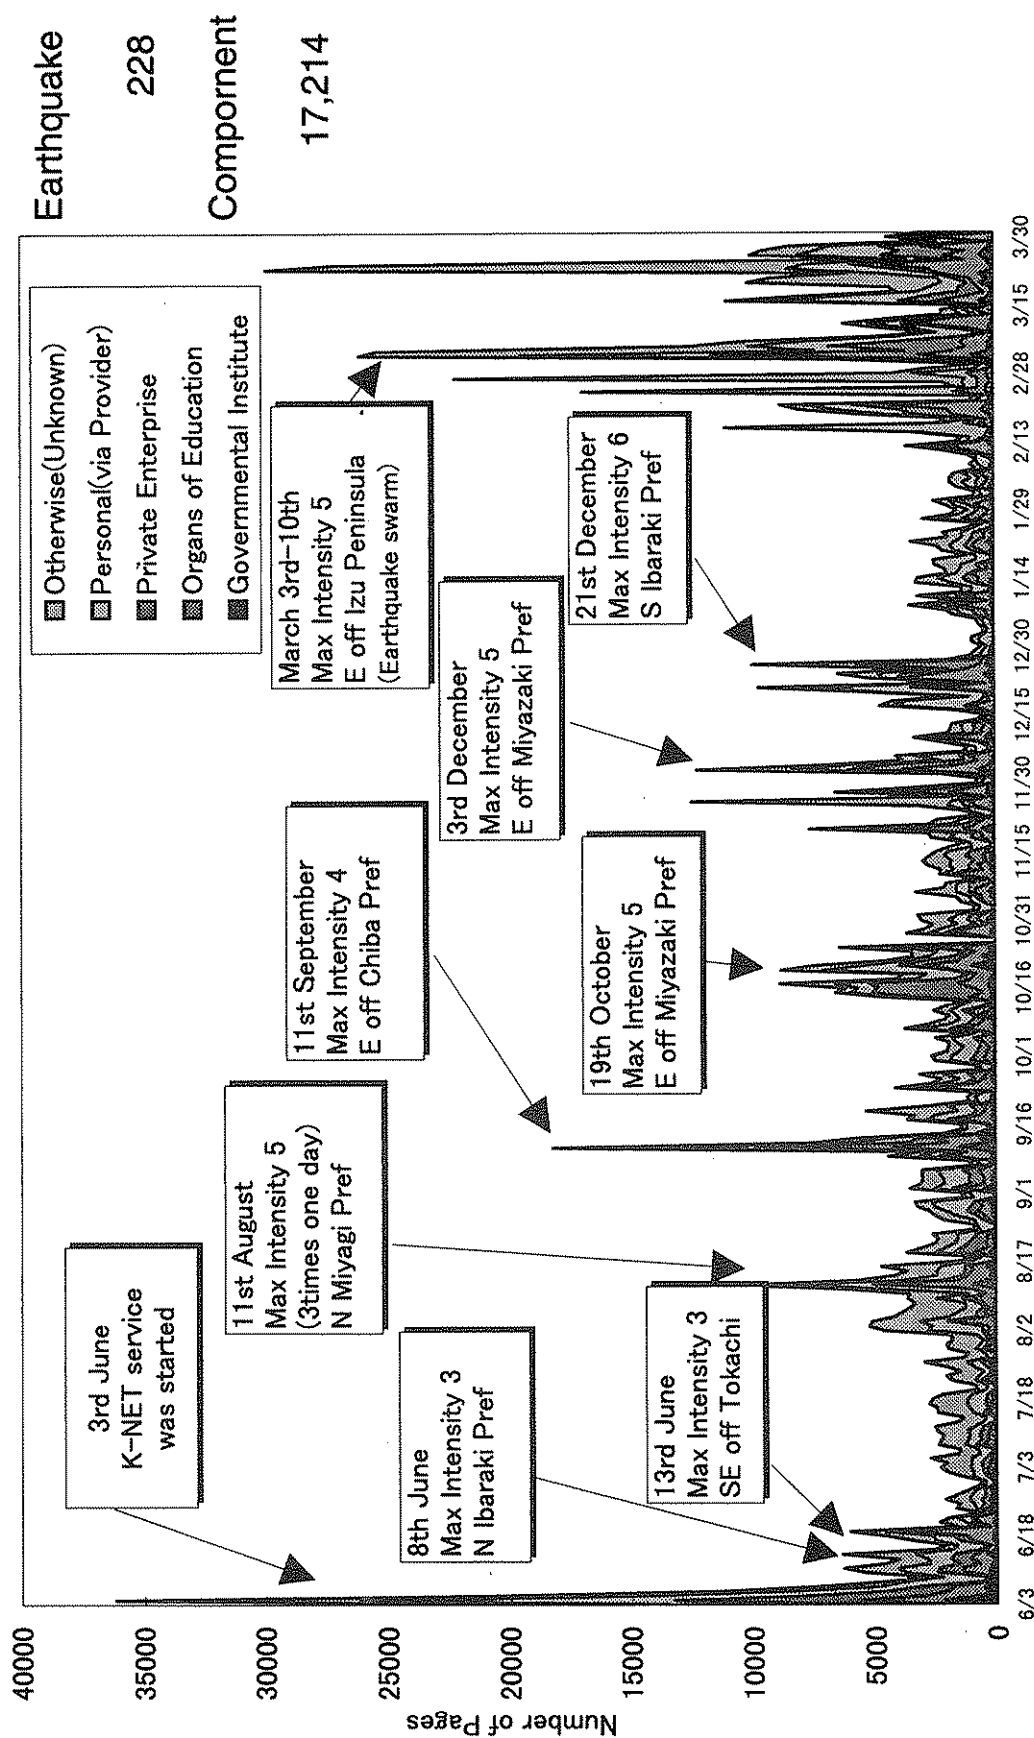 Earthquake
228
Compornent
17,214
Otherwise(Unknown)
Personal(via Provider)
Private Enterprise
Organs of Education
Governmental Institute
3rd June
K-NET service
was started
8th June
Max Intensity 3
N Ibaraki Pref
13rd June
Max Intensity 3
SE off Tokachi
11st August
Max Intensity 5
(3times one day)
N Miyagi Pref
11st September
Max Intensity 4
E off Chiba Pref
19th October
Max Intensity 5
E off Miyazaki Pref
3rd December
Max Intensity 5
E off Miyazaki Pref
21st December
Max Intensity 6
S Ibaraki Pref
March 3rd-10th
Max Intensity 5
E off Izu Peninsula
(Earthquake swarm)
Number of Pages
40000
35000
30000
25000
20000
15000
10000
5000
0
6/3
6/18
7/3
7/18
8/2
8/17
9/1
9/16
10/1
10/16
10/31
11/15
11/30
12/15
12/30
1/14
1/29
2/13
2/28
3/15
3/30